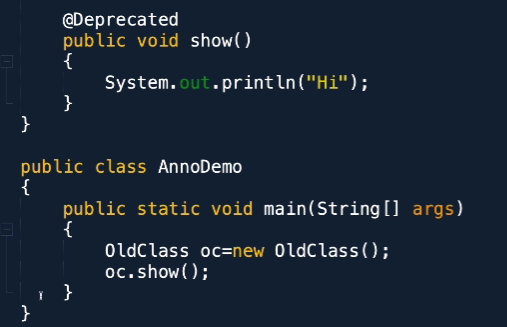 @Deprecated
public void show()
{
System.out.println("Hi");
}
}
public class AnnoDemo
{
public static void main(String[] args)
{
OldClass oc=new OldClass();
oc.show();
}
}